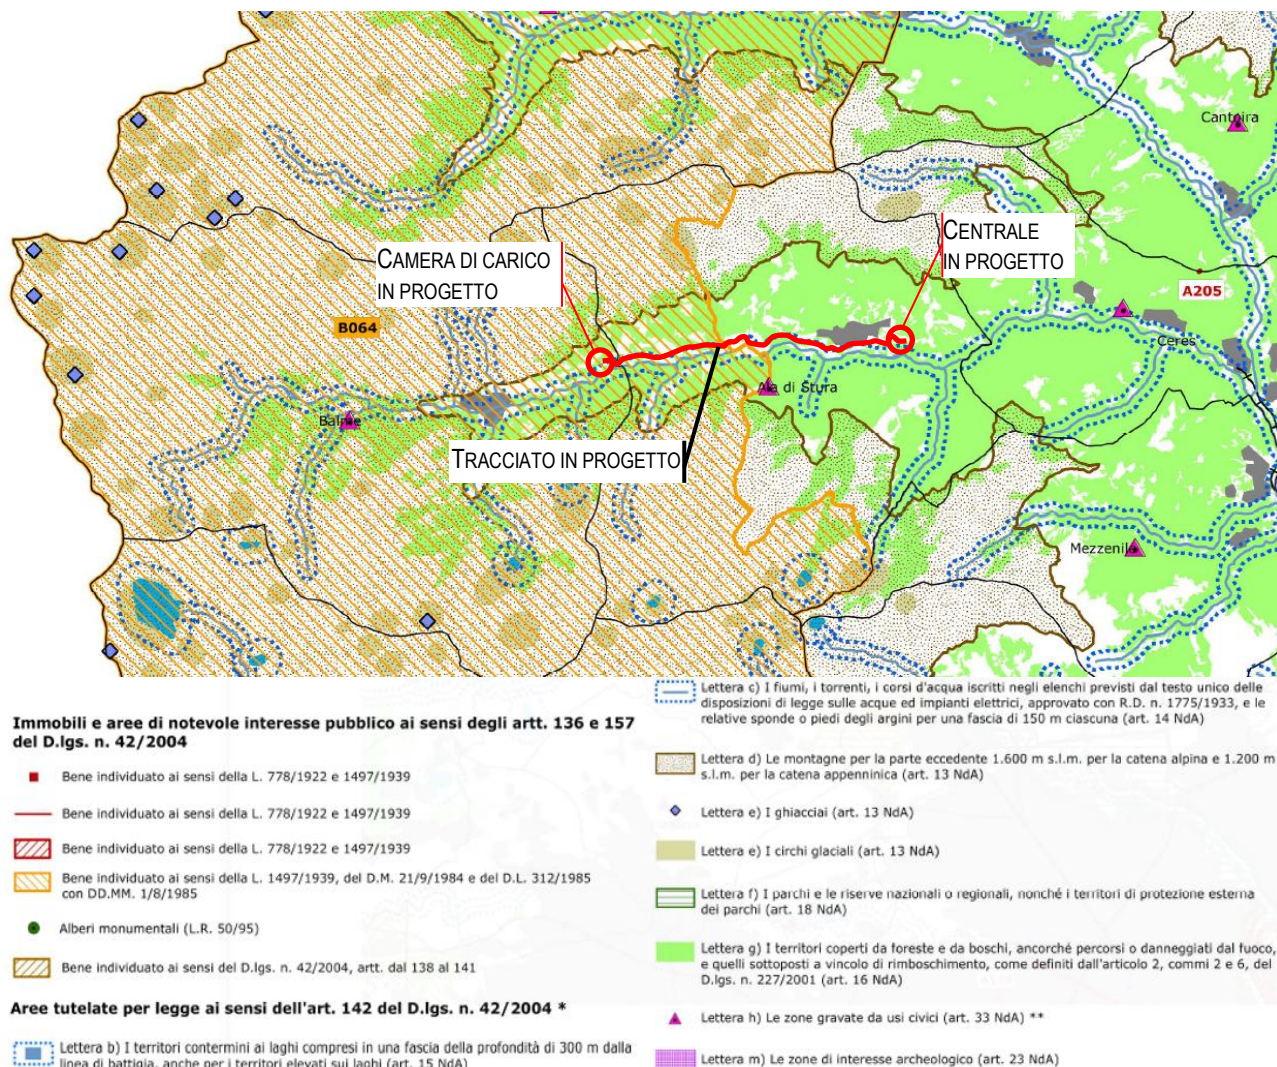 Cantoira
CENTRALE
IN PROGETTO
CAMERA DI CARICO
IN PROGETTO
A205
B064
Ceres
Ala di Stura
Balme
TRACCIATO IN PROGETTO
Mezzenile
Immobili e aree di notevole interesse pubblico ai sensi degli artt. 136 e 157
del D.lgs. n. 42/2004
Bene individuato ai sensi della L. 778/1922 e 1497/1939
Bene individuato ai sensi della L. 778/1922 e 1497/1939
Bene individuato ai sensi della L. 778/1922 e 1497/1939
Bene individuato ai sensi della L. 1497/1939, del D.M. 21/9/1984 e del D.L. 312/1985
con DD.MM. 1/8/1985
Alberi monumentali (L.R. 50/95)
Bene individuato ai sensi del D.lgs. n. 42/2004, artt. dal 138 al 141
Aree tutelate per legge ai sensi dell'art. 142 del D.lgs. n. 42/2004 *
Lettera b) I territori contermini ai laghi compresi in una fascia della profondità di 300 m dalla
linea di battigia, anche per i territori elevati sui laghi (art. 15 NdA)
Lettera c) I fiumi, i torrenti, i corsi d'acqua iscritti negli elenchi previsti dal testo unico delle
disposizioni di legge sulle acque ed impianti elettrici, approvato con R.D. n. 1775/1933, e le
relative sponde o piedi degli argini per una fascia di 150 m ciascuna (art. 14 NdA)
Lettera d) Le montagne per la parte eccedente 1.600 m s.l.m. per la catena alpina e 1.200 m
s.l.m. per la catena appenninica (art. 13 NdA)
Lettera e) I ghiacciai (art. 13 NdA)
Lettera e) I circhi glaciali (art. 13 NdA)
Lettera f) I parchi e le riserve nazionali o regionali, nonché i territori di protezione esterna
dei parchi (art. 18 NdA)
Lettera g) I territori coperti da foreste e da boschi, ancorché percorsi o danneggiati dal fuoco,
e quelli sottoposti a vincolo di rimboschimento, come definiti dall'articolo 2, commi 2 e 6, del
D.lgs. n. 227/2001 (art. 16 NdA)
Lettera h) Le zone gravate da usi civici (art. 33 NdA) **
Lettera m) Le zone di interesse archeologico (art. 23 NdA)